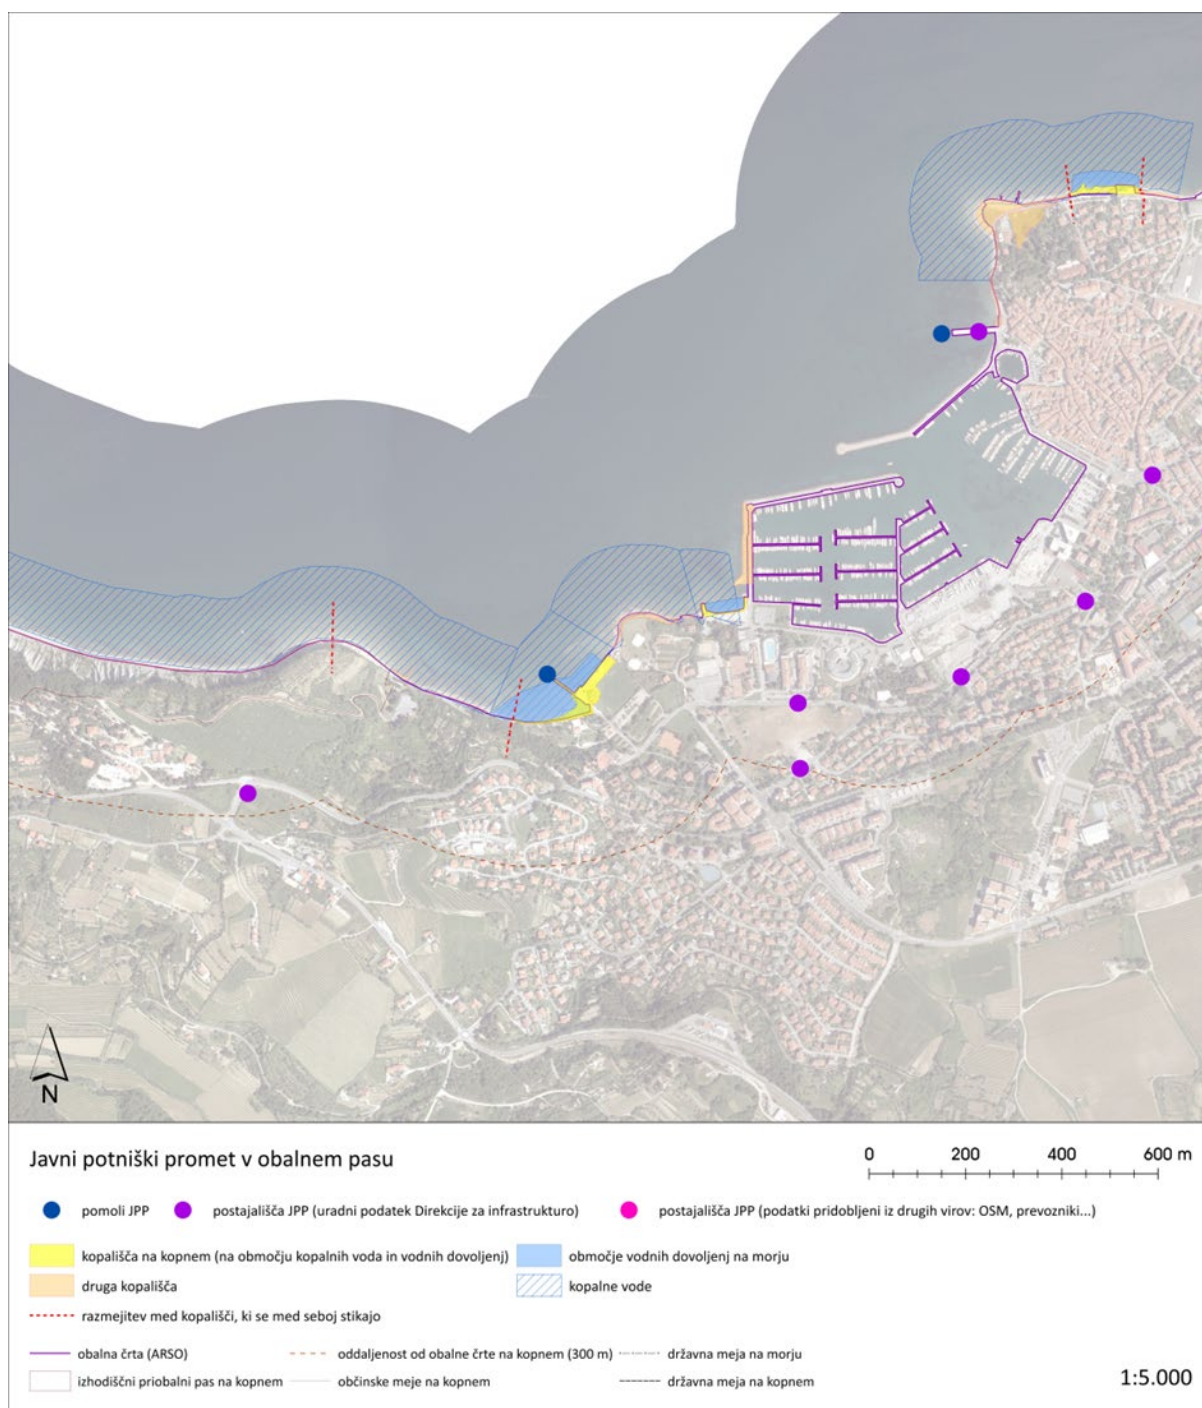 N
Javni potniški promet v obalnem pasu
0 200 400 600 m
pomoli JPP postajališča JPP (uradni podatek Direkcije za infrastrukturo) postajališča JPP (podatki pridobljeni iz drugih virov: OSM, prevozniki...)
kopališča na kopnem (na območju kopalnih voda in vodnih dovoljenj) območje vodnih dovoljenj na morju
druga kopališča kopalne vode
razmejitev med kopališči, ki se med seboj stikajo
obalna črta (ARSO) oddaljenost od obalne črte na kopnem (300 m) državna meja na morju
izhodiščni priobalni pas na kopnem občinske meje na kopnem državna meja na kopnem
1:5.000